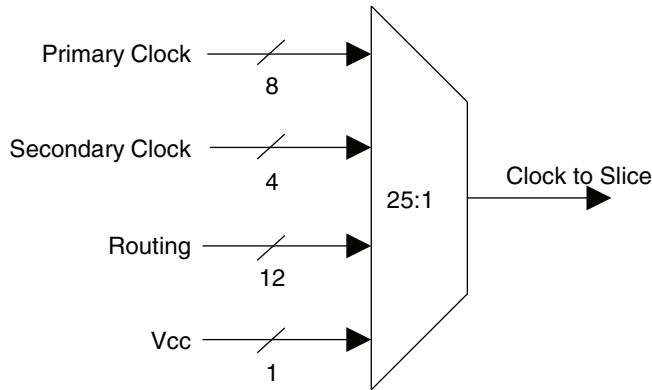 Primary Clock
8
Secondary Clock
4
25:1
Clock to Slice
Routing
12
Vcc
1